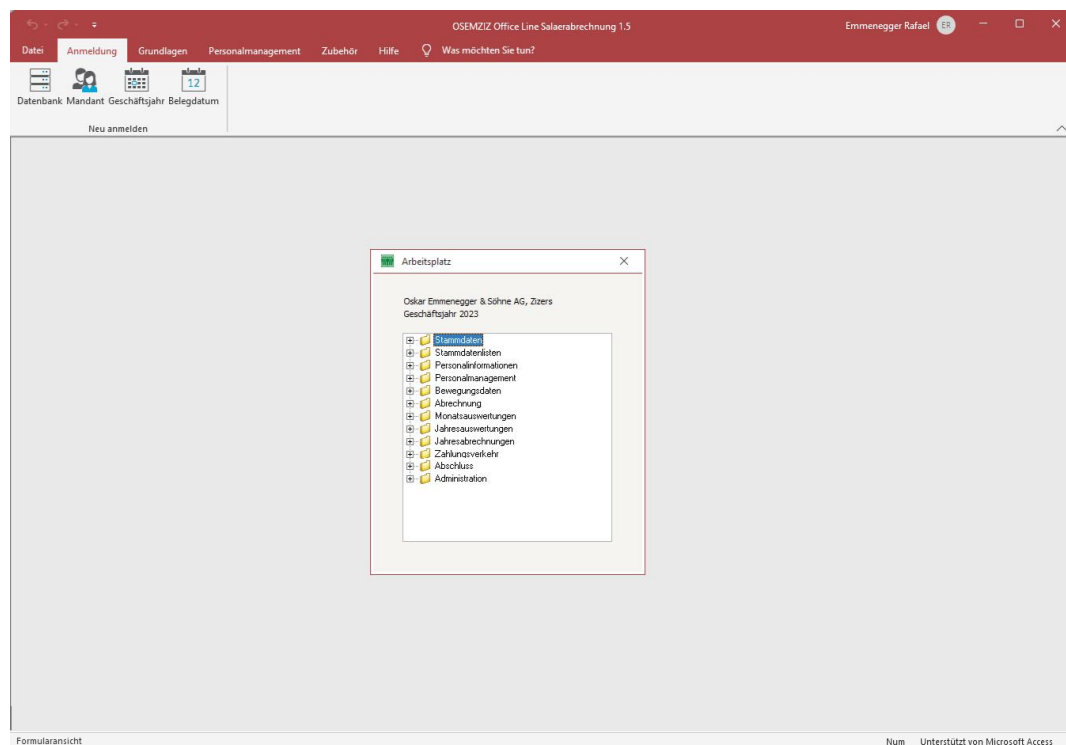 OSEMZIZ Office Line Salaerabrechnung 1.5
Emmenegger Rafael ER
Datei Anmeldung Grundlagen Personalmanagement Zubehör Hilfe Was möchten Sie tun?
12
Datenbank Mandant Geschäftsjahr Belegdatum
Neu anmelden
Arbeitsplatz
Oskar Emmenegger & Söhne AG, Zizers
Geschäftsjahr 2023
Stammdaten
Stammdatenlisten
Personalinformationen
Personalmanagement
Bewegungsdaten
Abrechnung
Monatsauswertungen
Jahresauswertungen
Jahresabrechnungen
Zahlungsverkehr
Abschluss
Administration
Formularansicht
Num Unterstützt von Microsoft Access